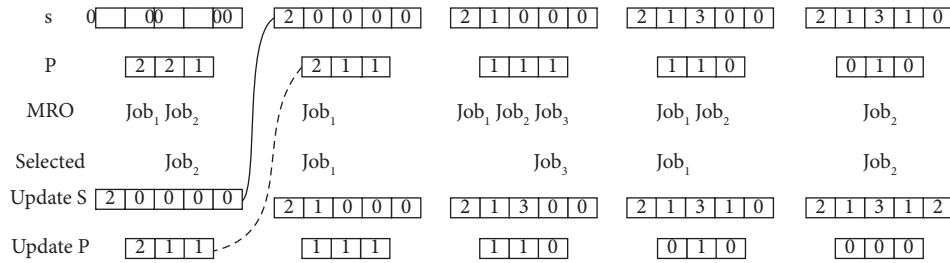 s 0 00 00 2 0 0 0 0 2 1 0 0 0 2 1 3 0 0 2 1 3 1 0
P 2 2 1 2 1 1 1 1 1 1 1 0 0 1 0
MRO Job₁ Job₂ Job₁ Job₁ Job₂ Job₃ Job₁ Job₂ Job₂
Selected Job₂ Job₁ Job₃ Job₁ Job₂
Update S 2 0 0 0 0 2 1 0 0 0 2 1 3 0 0 2 1 3 1 0 2 1 3 1 2
Update P 2 1 1 1 1 1 1 1 0 0 1 0 0 0 0